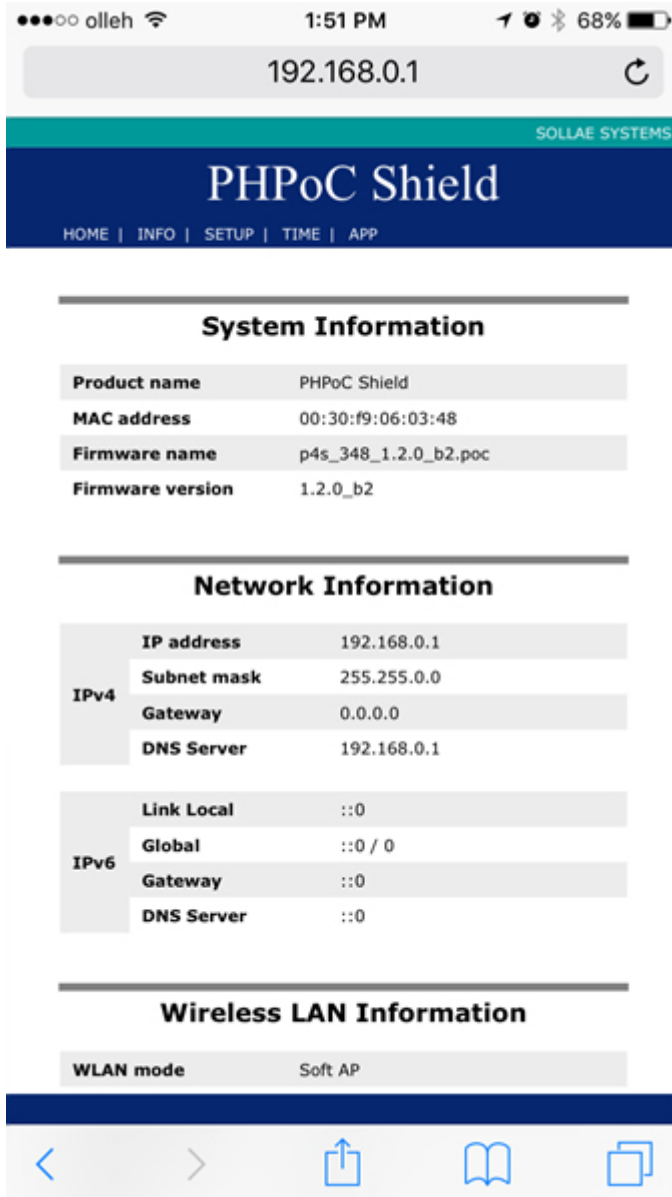 olleh 1:51 PM 68%
192.168.0.1
SOLLAE SYSTEMS
PHPoC Shield
HOME | INFO | SETUP | TIME | APP
System Information
Product name PHPoC Shield
MAC address 00:30:f9:06:03:48
Firmware name p4s_348_1.2.0_b2.poc
Firmware version 1.2.0_b2
Network Information
IPv4
IP address 192.168.0.1
Subnet mask 255.255.0.0
Gateway 0.0.0.0
DNS Server 192.168.0.1
IPv6
Link Local ::0
Global ::0 / 0
Gateway ::0
DNS Server ::0
Wireless LAN Information
WLAN mode Soft AP